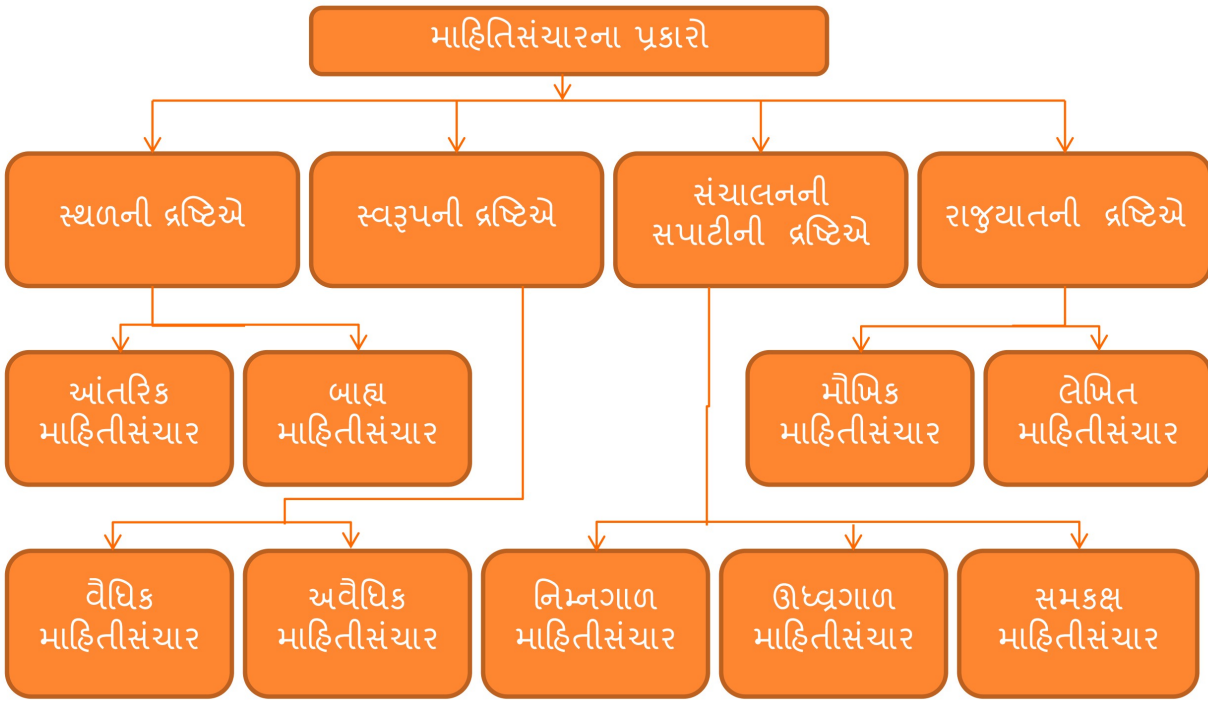 માહિતિસંચારના પ્રકારો
સ્થળની દ્રષ્ટિએ
સ્વરૂપની દ્રષ્ટિએ
સંચાલનની
સપાટીની દ્રષ્ટિએ
રાજુયાતની દ્રષ્ટિએ
આંતરિક
માહિતીસંચાર
બાહ્ય
માહિતીસંચાર
મૌખિક
માહિતીસંચાર
લેખિત
માહિતીસંચાર
વૈધિક
માહિતીસંચાર
અવૈધિક
માહિતીસંચાર
નિમ્નગાળ
માહિતીસંચાર
ઊધ્વ્રગાળ
માહિતીસંચાર
સમકક્ષ
માહિતીસંચાર